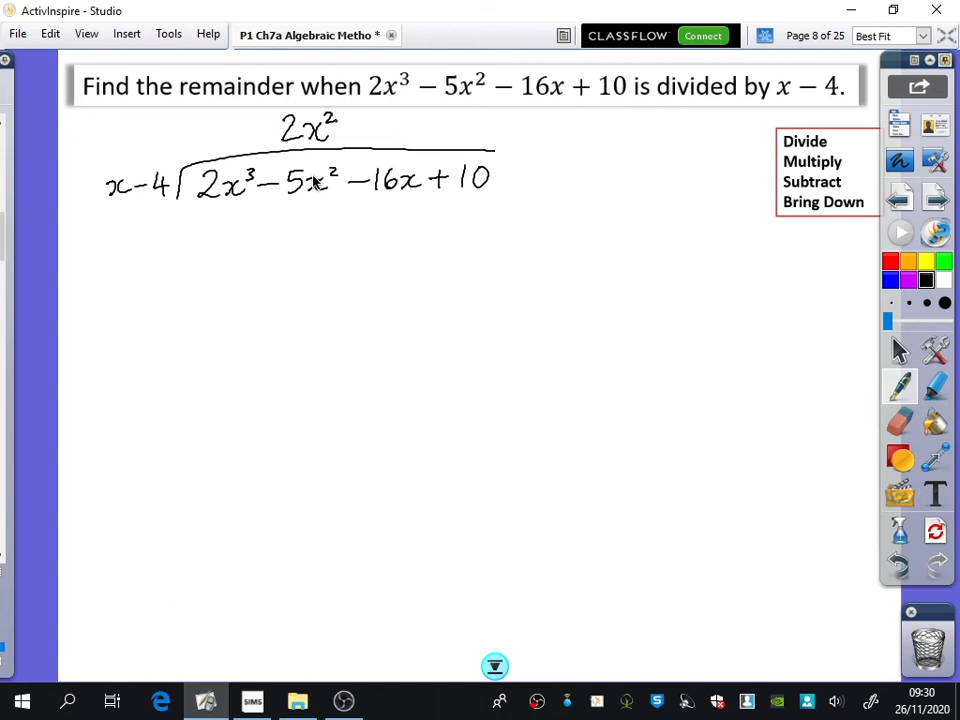 ActivInspire - Studio
File Edit View Insert Tools Help
P1 Ch7a Algebraic Metho *
CLASSFLOW Connect
Page 8 of 25
Best Fit
Find the remainder when 2x³ − 5x² − 16x + 10 is divided by x − 4.
2x²
x-4 2x³ - 5x² - 16x + 10
Divide
Multiply
Subtract
Bring Down
T
SIMS
09:30
26/11/2020